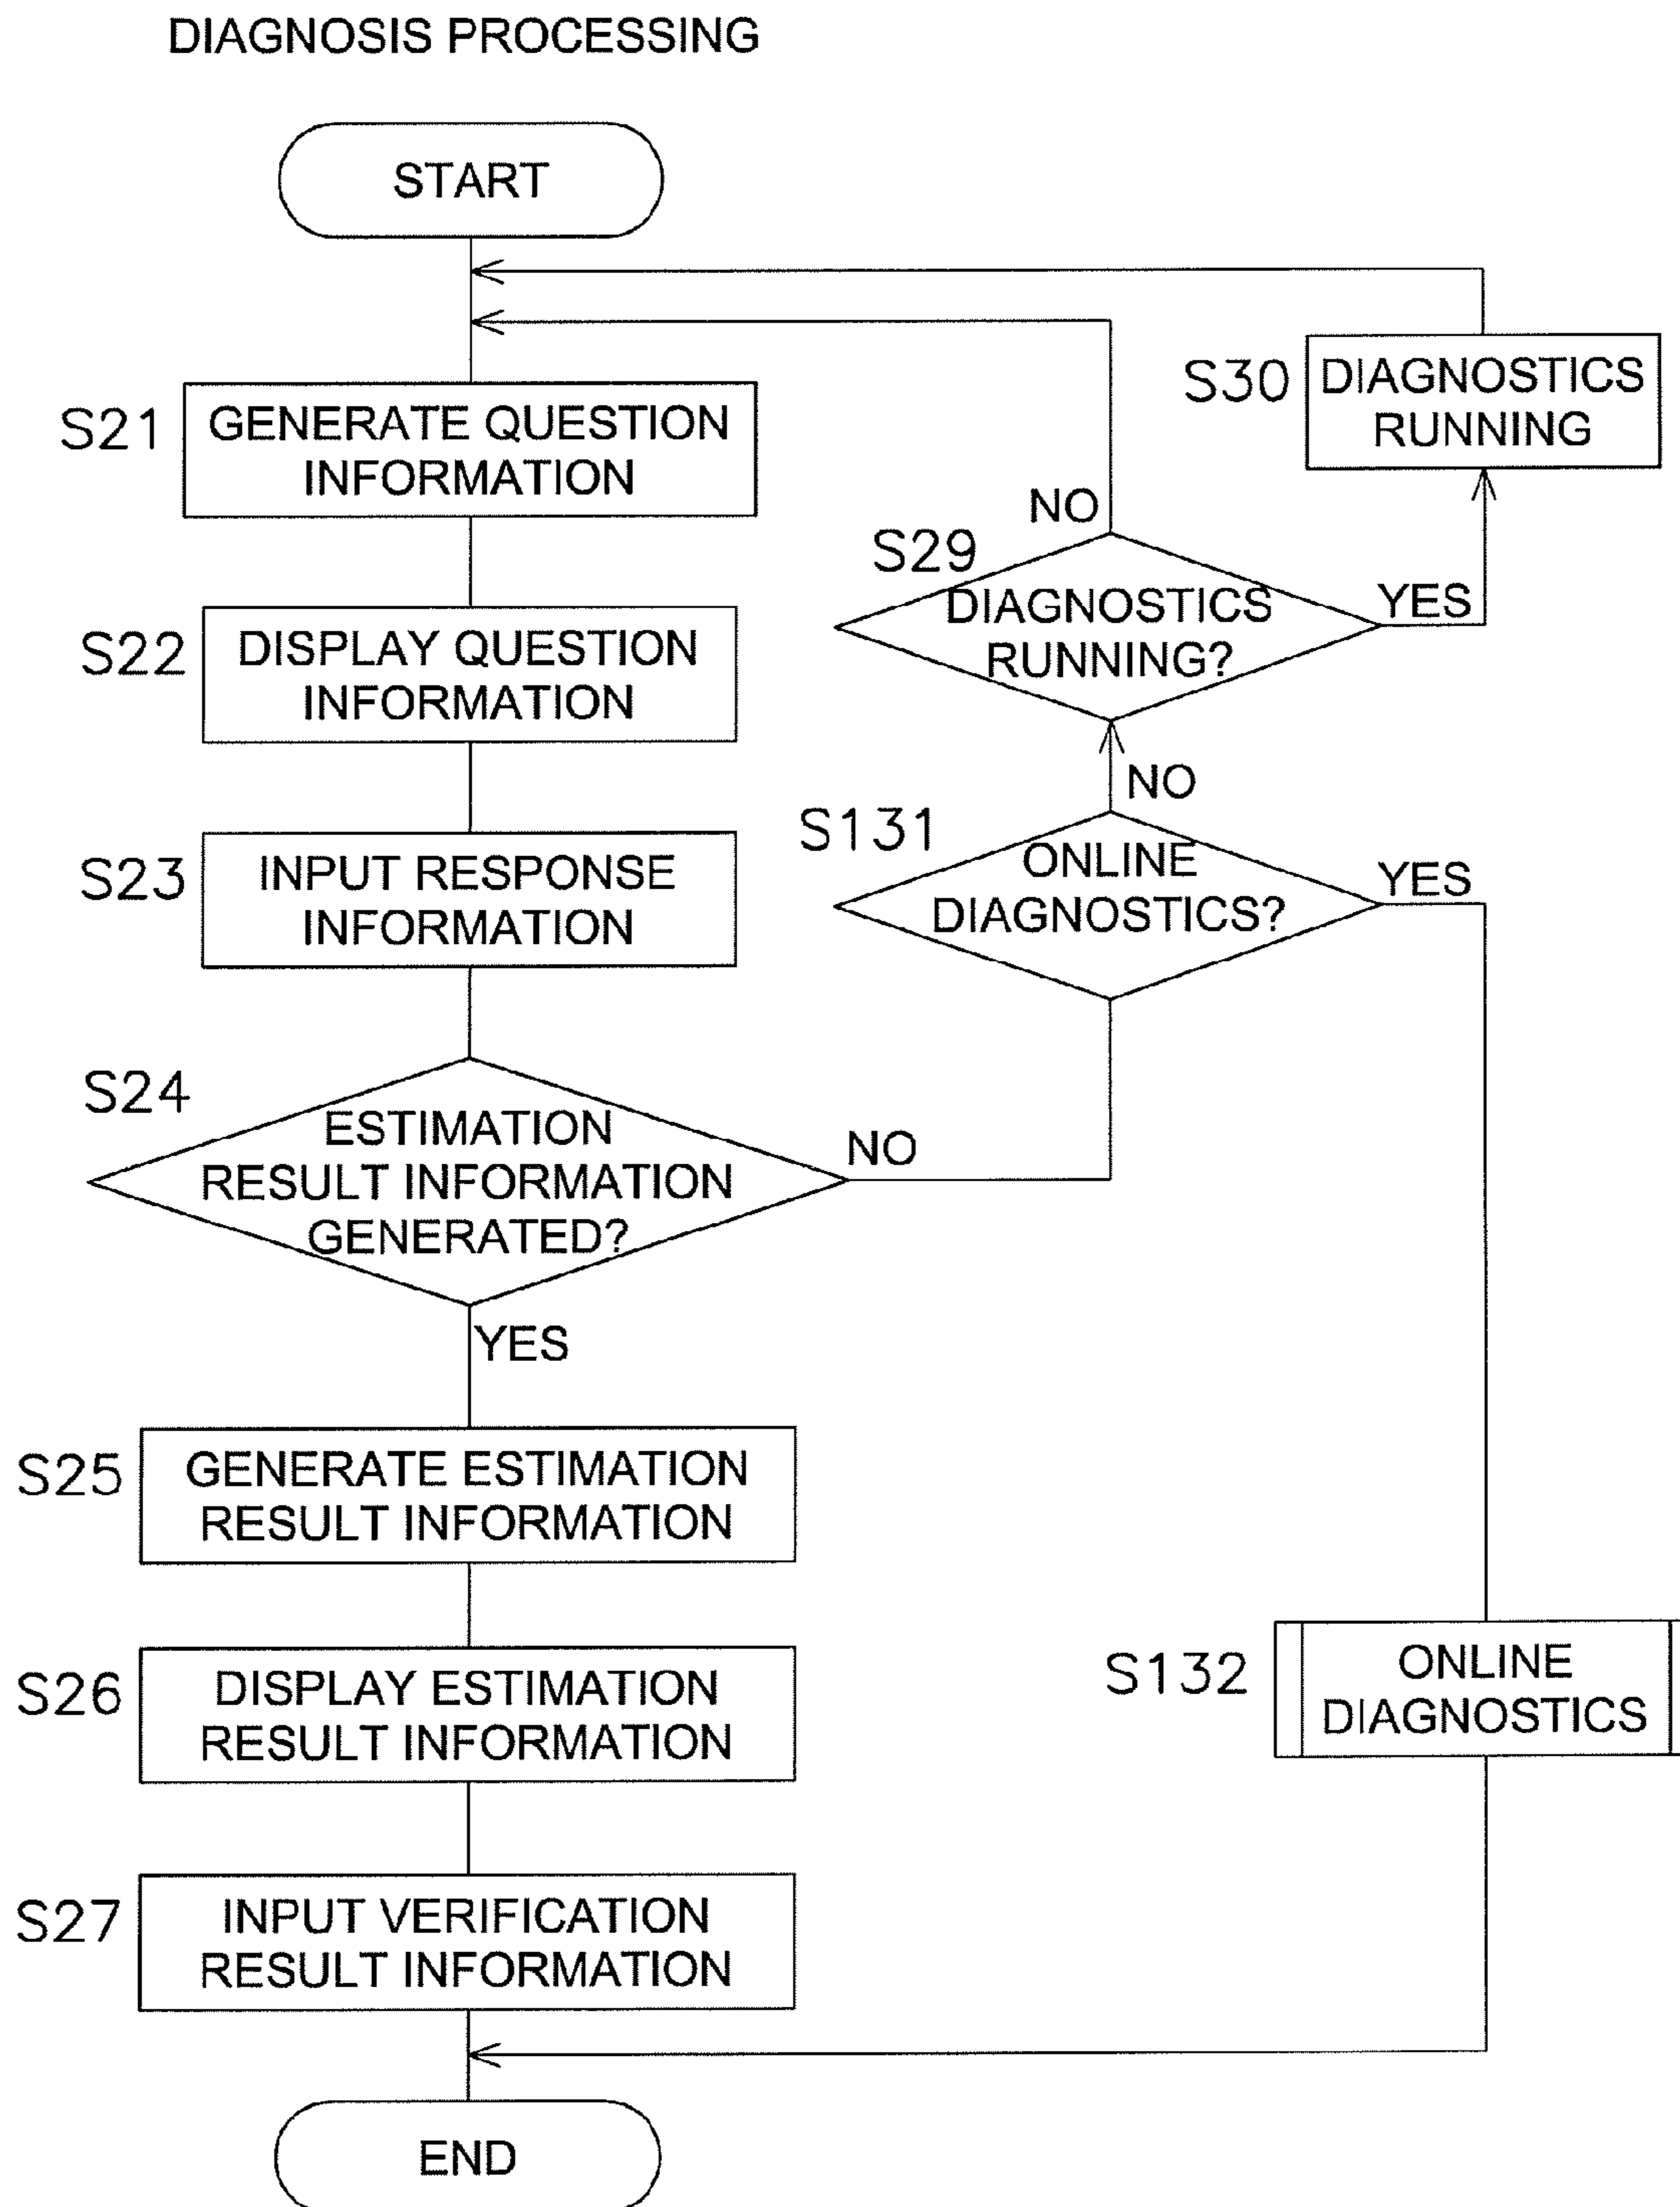 DIAGNOSIS PROCESSING
START
S21
GENERATE QUESTION
INFORMATION
S22
DISPLAY QUESTION
INFORMATION
S23
INPUT RESPONSE
INFORMATION
S24
ESTIMATION
RESULT INFORMATION
GENERATED?
NO
YES
S25
GENERATE ESTIMATION
RESULT INFORMATION
S26
DISPLAY ESTIMATION
RESULT INFORMATION
S27
INPUT VERIFICATION
RESULT INFORMATION
END
S30
DIAGNOSTICS
RUNNING
NO
S29
DIAGNOSTICS
RUNNING?
YES
NO
S131
ONLINE
DIAGNOSTICS?
YES
S132
ONLINE
DIAGNOSTICS